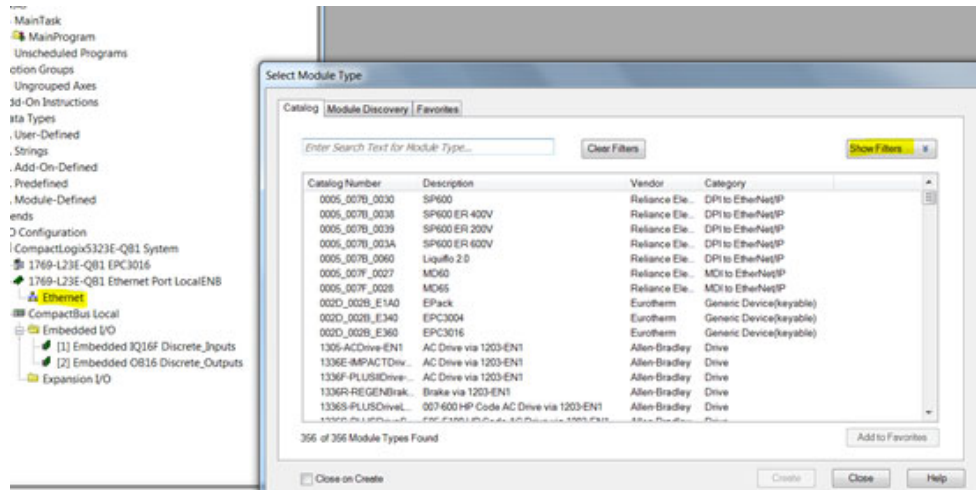 MainTask
MainProgram
Unscheduled Programs
otion Groups
Ungrouped Axes
dd-On Instructions
ata Types
User-Defined
Strings
Add-On-Defined
Predefined
Module-Defined
ends
O Configuration
CompactLogix5323E-QB1 System
1769-L23E-QB1 EPC3016
1769-L23E-QB1 Ethernet Port LocalENB
Ethernet
CompactBus Local
Embedded I/O
[1] Embedded IQ16F Discrete_Inputs
[2] Embedded OB16 Discrete_Outputs
Expansion I/O
Select Module Type
Catalog Module Discovery Favorites
Enter Search Text for Module Type... Clear Filters Show Filters
Catalog Number Description Vendor Category
0005_007B_0030 SP600 Reliance Ele... DPI to EtherNet/IP
0005_007B_0038 SP600 ER 400V Reliance Ele... DPI to EtherNet/IP
0005_007B_0039 SP600 ER 200V Reliance Ele... DPI to EtherNet/IP
0005_007B_003A SP600 ER 600V Reliance Ele... DPI to EtherNet/IP
0005_007B_0060 Liquiflo 2.0 Reliance Ele... DPI to EtherNet/IP
0005_007F_0027 MD60 Reliance Ele... MDI to EtherNet/IP
0005_007F_0028 MD65 Reliance Ele... MDI to EtherNet/IP
002D_002B_E1A0 EPack Eurotherm Generic Device(keyable)
002D_002B_E340 EPC3004 Eurotherm Generic Device(keyable)
002D_002B_E360 EPC3016 Eurotherm Generic Device(keyable)
1305-ACDrive-EN1 AC Drive via 1203-EN1 Allen-Bradley Drive
1336E-IMPACTDriv... AC Drive via 1203-EN1 Allen-Bradley Drive
1336F-PLUSIIDrive-... AC Drive via 1203-EN1 Allen-Bradley Drive
1336R-REGENBrak... Brake via 1203-EN1 Allen-Bradley Drive
1336S-PLUSDriveL... 007-600 HP Code AC Drive via 1203-EN1 Allen-Bradley Drive
356 of 356 Module Types Found Add to Favorites
Close on Create Create Close Help